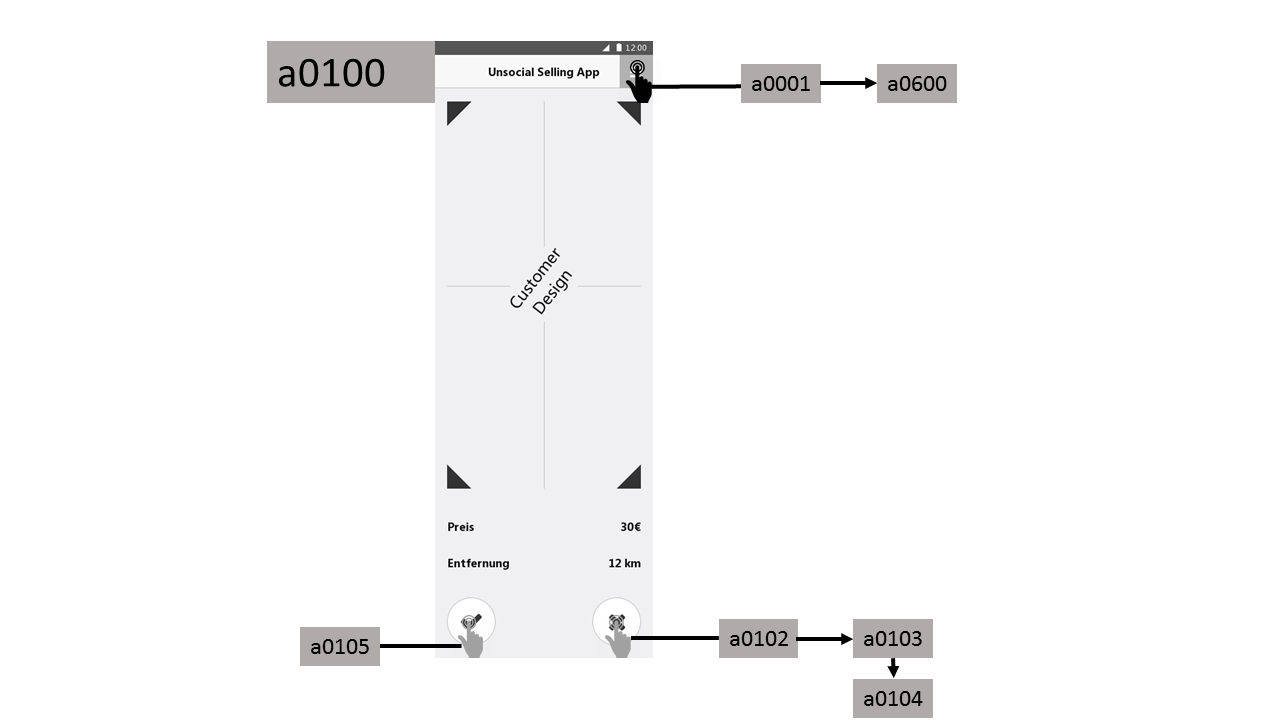 a0100
12:00
Unsocial Selling App
a0001
a0600
Customer
Design
Preis 30€
Entfernung 12 km
a0105
a0102
a0103
a0104